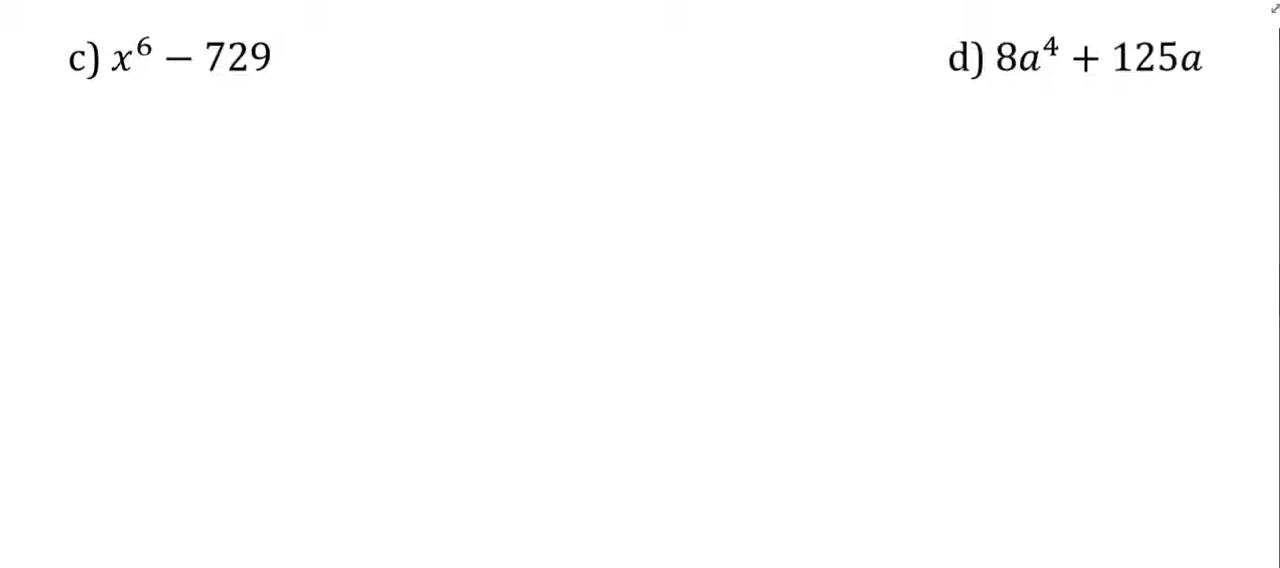 c) x⁶ − 729
d) 8a⁴ + 125a